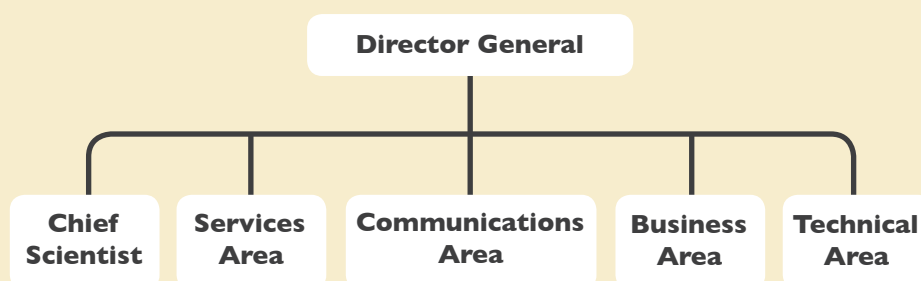 Director General
Chief
Scientist
Services
Area
Communications
Area
Business
Area
Technical
Area